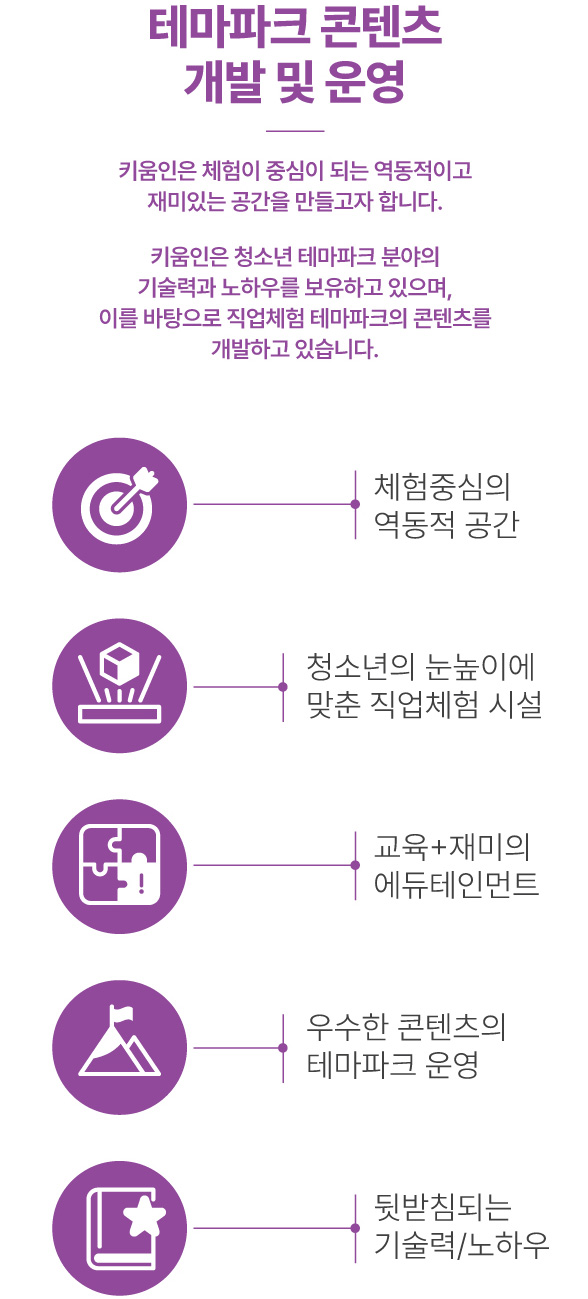 테마파크 콘텐츠
개발 및 운영
키움인은 체험이 중심이 되는 역동적이고
재미있는 공간을 만들고자 합니다.
키움인은 청소년 테마파크 분야의
기술력과 노하우를 보유하고 있으며,
이를 바탕으로 직업체험 테마파크의 콘텐츠를
개발하고 있습니다.
체험중심의
역동적 공간
청소년의 눈높이에
맞춘 직업체험 시설
교육+재미의
에듀테인먼트
우수한 콘텐츠의
테마파크 운영
뒷받침되는
기술력/노하우